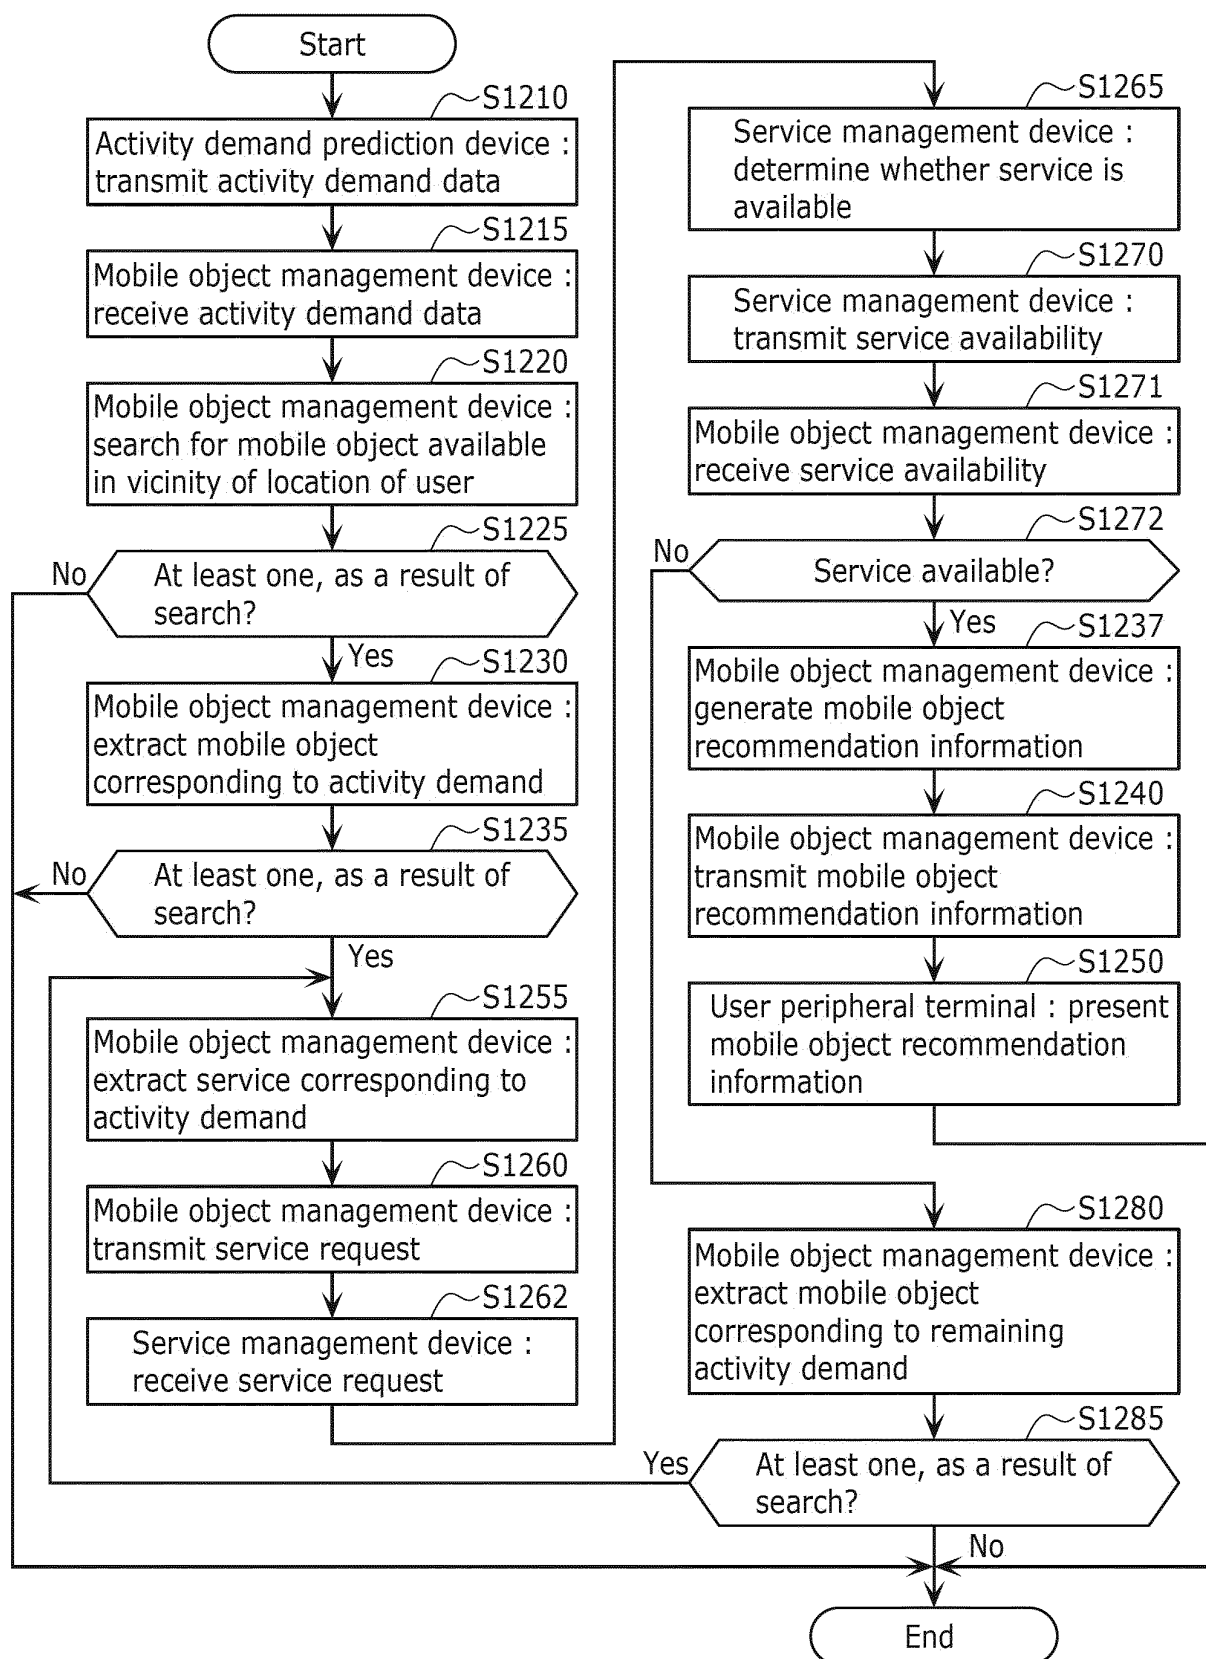 Start
S1210
Activity demand prediction device :
transmit activity demand data
S1215
Mobile object management device :
receive activity demand data
S1220
Mobile object management device :
search for mobile object available
in vicinity of location of user
S1225
No
At least one, as a result of
search?
Yes
S1230
Mobile object management device :
extract mobile object
corresponding to activity demand
S1235
No
At least one, as a result of
search?
Yes
S1255
Mobile object management device :
extract service corresponding to
activity demand
S1260
Mobile object management device :
transmit service request
S1262
Service management device :
receive service request
S1265
Service management device :
determine whether service is
available
S1270
Service management device :
transmit service availability
S1271
Mobile object management device :
receive service availability
S1272
No
Service available?
Yes
S1237
Mobile object management device :
generate mobile object
recommendation information
S1240
Mobile object management device :
transmit mobile object
recommendation information
S1250
User peripheral terminal : present
mobile object recommendation
information
S1280
Mobile object management device :
extract mobile object
corresponding to remaining
activity demand
S1285
Yes
At least one, as a result of
search?
No
End